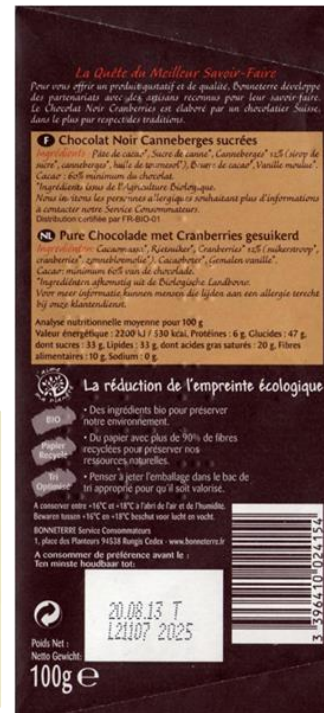 La Quête du Meilleur Savoir-Faire
Pour vous offrir un produit gustatif et de qualité, Bonneterre développe
des partenariats avec des artisans reconnus pour leur savoir-faire.
Le Chocolat Noir Cranberries est élaboré par un chocolatier Suisse,
dans le plus pur respect des traditions.
F Chocolat Noir Canneberges sucrées
Ingrédients : Pâte de cacao*, Sucre de canne*, Canneberges* 12% (sirop de
sucre*, canneberges*, huile de tournesol*), Beurre de cacao*, Vanille moulue*.
Cacao : 60% minimum du chocolat.
*Ingrédients issus de l'Agriculture Biologique.
Nous invitons les personnes allergiques souhaitant plus d'informations
à contacter notre Service Consommateurs.
Distribution certifiée par FR-BIO-01
NL Pure Chocolade met Cranberries gesuikerd
Ingrediënten: Cacaomassa*, Rietsuiker*, Cranberries* 12% (suikerstroop*,
cranberries*, zonnebloemolie*), Cacaoboter*, Gemalen vanille*.
Cacao: minimum 60% van de chocolade.
*Ingrediënten afkomstig uit de Biologische Landbouw.
Voor meer informatie kunnen mensen die lijden aan een allergie terecht
bij onze klantendienst.
Analyse nutritionnelle moyenne pour 100 g
Valeur énergétique : 2200 kJ / 530 kcal, Protéines : 6 g, Glucides : 47 g,
dont sucres : 33 g, Lipides : 33 g, dont acides gras saturés : 20 g, Fibres
alimentaires : 10 g, Sodium : 0 g.
j'aime
ma planète
La réduction de l'empreinte écologique
BIO
• Des ingrédients bio pour préserver
notre environnement.
Papier
Recyclé
• Du papier avec plus de 90% de fibres
recyclées pour préserver nos
ressources naturelles.
Tri
Optimisé
• Penser à jeter l'emballage dans le bac de
tri approprié pour qu'il soit valorisé.
A conserver entre +16°C et +18°C à l'abri de l'air et de l'humidité.
Bewaren tussen +16°C en +18°C beschut voor lucht en vocht.
BONNETERRE Service Consommateurs
1, place des Planteurs 94538 Rungis Cedex - www.bonneterre.fr
A consommer de préférence avant le :
Ten minste houdbaar tot:
20.08.13 T
L21107 2025
Poids Net :
Netto Gewicht:
100g e
3 396410 024154